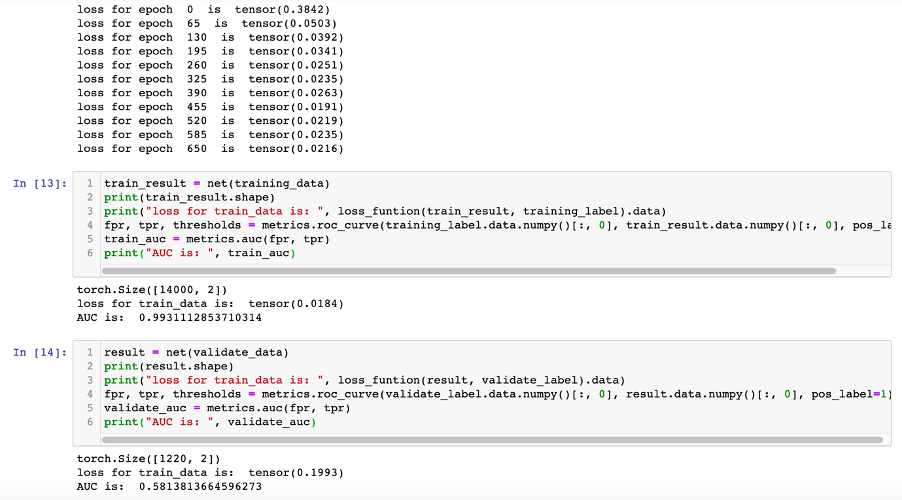 loss for epoch  0  is  tensor(0.3842)
loss for epoch  65  is  tensor(0.0503)
loss for epoch  130  is  tensor(0.0392)
loss for epoch  195  is  tensor(0.0341)
loss for epoch  260  is  tensor(0.0251)
loss for epoch  325  is  tensor(0.0235)
loss for epoch  390  is  tensor(0.0263)
loss for epoch  455  is  tensor(0.0191)
loss for epoch  520  is  tensor(0.0219)
loss for epoch  585  is  tensor(0.0235)
loss for epoch  650  is  tensor(0.0216)
In [13]: 1 train_result = net(training_data)
2 print(train_result.shape)
3 print("loss for train_data is: ", loss_funtion(train_result, training_label).data)
4 fpr, tpr, thresholds = metrics.roc_curve(training_label.data.numpy()[:, 0], train_result.data.numpy()[:, 0], pos_la
5 train_auc = metrics.auc(fpr, tpr)
6 print("AUC is: ", train_auc)
torch.Size([14000, 2])
loss for train_data is:  tensor(0.0184)
AUC is:  0.9931112853710314
In [14]: 1 result = net(validate_data)
2 print(result.shape)
3 print("loss for train_data is: ", loss_funtion(result, validate_label).data)
4 fpr, tpr, thresholds = metrics.roc_curve(validate_label.data.numpy()[:, 0], result.data.numpy()[:, 0], pos_label=1)
5 validate_auc = metrics.auc(fpr, tpr)
6 print("AUC is: ", validate_auc)
torch.Size([1220, 2])
loss for train_data is:  tensor(0.1993)
AUC is:  0.5813813664596273